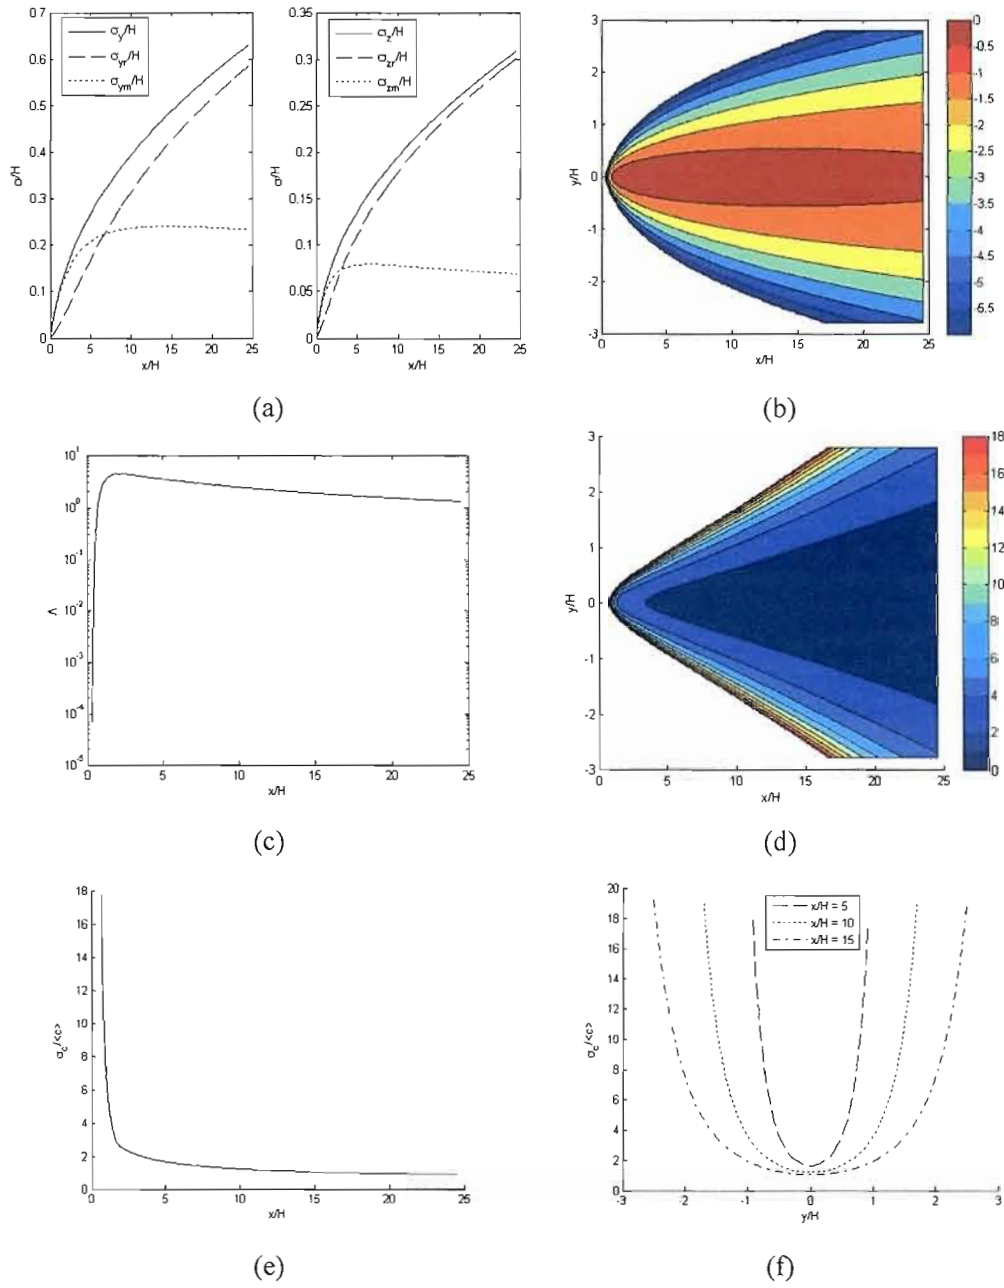 σy/H
σyr/H
σym/H
σ/H
0.7
0.6
0.5
0.4
0.3
0.2
0.1
0
0 5 10 15 20 25
x/H
σz/H
σzr/H
σzm/H
σ/H
0.35
0.3
0.25
0.2
0.15
0.1
0.05
0
0 5 10 15 20 25
x/H
(a)
y/H
3
2
1
0
-1
-2
-3
0 5 10 15 20 25
x/H
0
-0.5
-1
-1.5
-2
-2.5
-3
-3.5
-4
-4.5
-5
-5.5
-6
-6.5
(b)
Λ
10^1
10^0
10^-1
10^-2
10^-3
10^-4
10^-5
0 5 10 15 20 25
x/H
(c)
y/H
3
2
1
0
-1
-2
-3
0 5 10 15 20 25
x/H
18
16
14
12
10
8
6
4
2
0
(d)
σc/<c>
18
16
14
12
10
8
6
4
2
0
0 5 10 15 20 25
x/H
(e)
x/H = 5
x/H = 10
x/H = 15
σc/<c>
20
18
16
14
12
10
8
6
4
2
0
-3 -2 -1 0 1 2 3
y/H
(f)